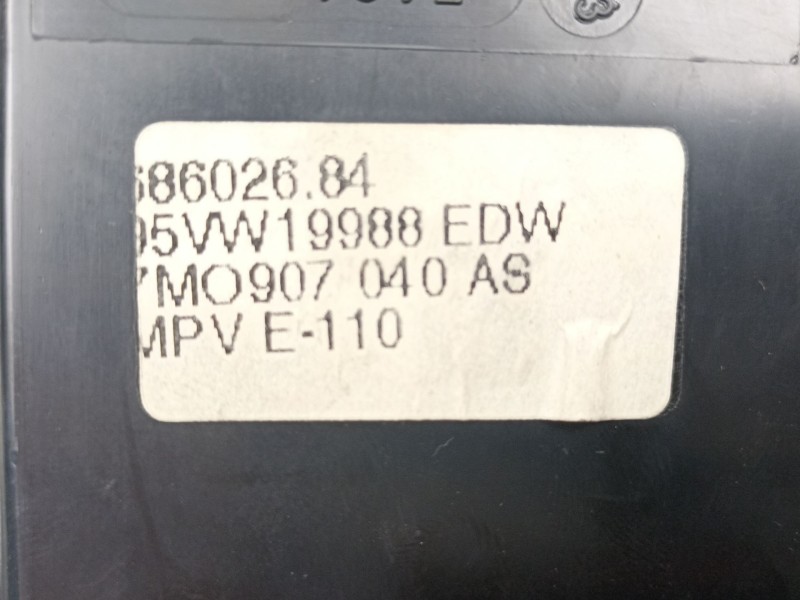 686026.84
95VW19988 EDW
7MO907 040 AS
MPV E-110